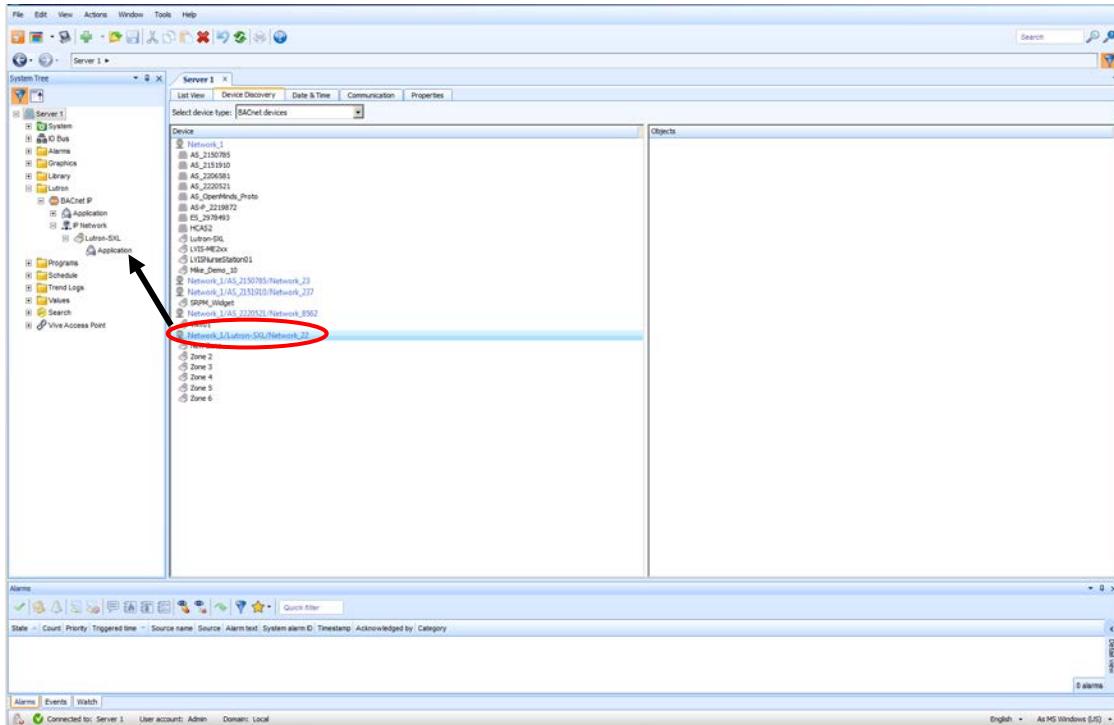 File Edit View Actions Window Tools Help
Search
Server 1
System Tree
Server 1
List View Device Discovery Date & Time Communication Properties
Select device type: BACnet devices
Server 1
System
IO Bus
Alarms
Graphics
Library
Lutron
BACnet IP
Application
IP Network
Lutron-SXL
Application
Programs
Schedule
Trend Logs
Values
Search
Vive Access Point
Device
Objects
Network_1
AS_2150785
AS_2151910
AS_2206581
AS_2220521
AS_OpenMinds_Proto
AS-P_2219872
ES_2978493
HCAS2
Lutron-SXL
LVIS-ME2xx
LVISNurseStation01
Mike_Demo_10
Network_1/AS_2150785/Network_23
Network_1/AS_2151910/Network_237
SRPM_Widget
Network_1/AS_2220521/Network_8562
Network_1/Lutron-SXL/Network_22
Zone 2
Zone 3
Zone 4
Zone 5
Zone 6
Alarms
Quick filter
State Count Priority Triggered time Source name Source Alarm text System alarm ID Timestamp Acknowledged by Category
Detail view
0 alarms
Alarms Events Watch
Connected to: Server 1 User account: Admin Domain: Local English As MS Windows (US)